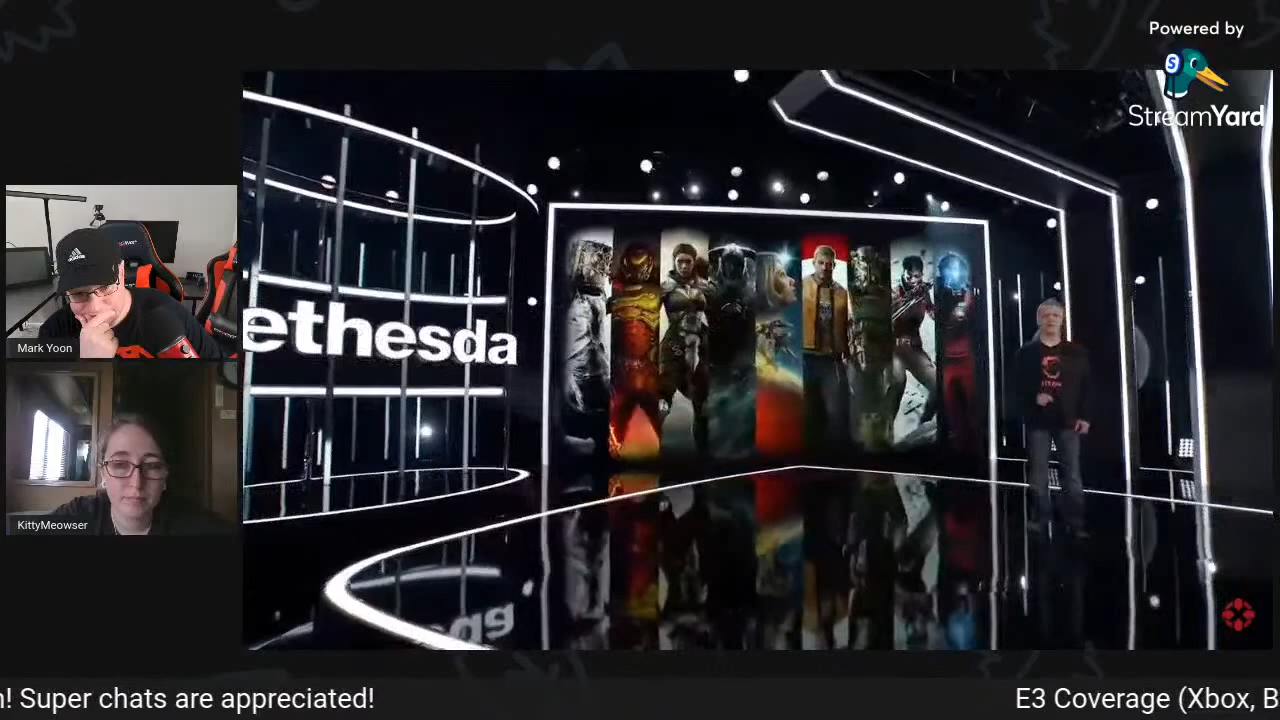 Powered by
StreamYard
ethesda
Mark Yoon
KittyMeowser
n! Super chats are appreciated!
E3 Coverage (Xbox, B